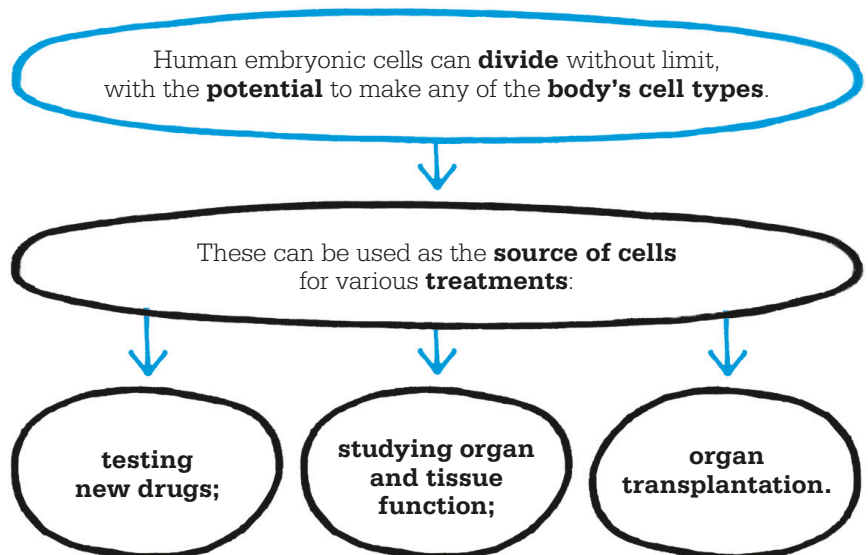 Human embryonic cells can divide without limit,
with the potential to make any of the body’s cell types.
These can be used as the source of cells
for various treatments:
testing
new drugs;
studying organ
and tissue
function;
organ
transplantation.